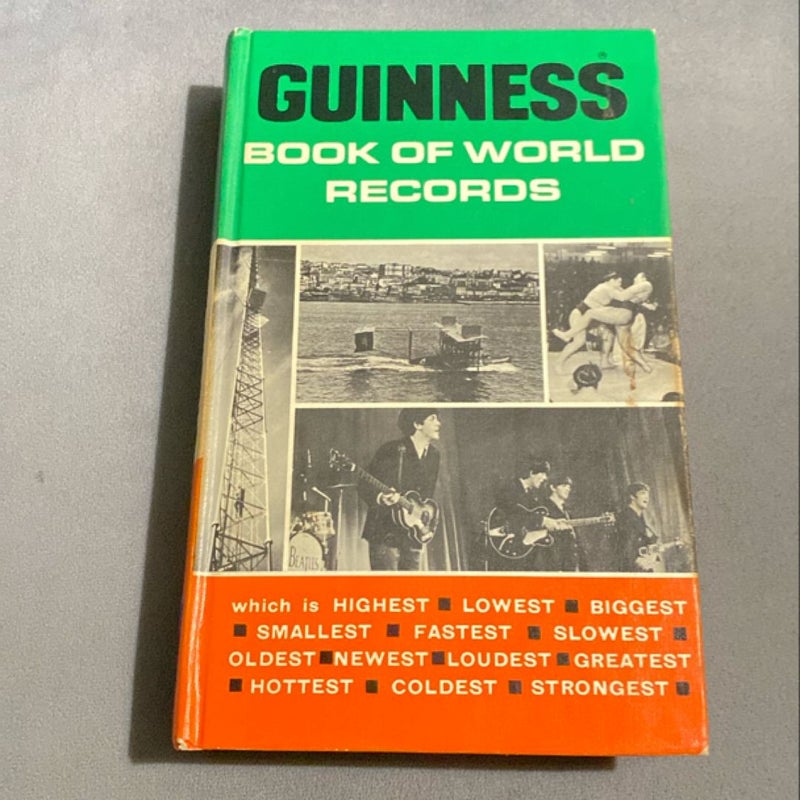 GUINNESS®
BOOK OF WORLD
RECORDS
BEATLES
which is HIGHEST ■ LOWEST ■ BIGGEST
■ SMALLEST ■ FASTEST ■ SLOWEST ■
OLDEST ■ NEWEST ■ LOUDEST ■ GREATEST
■ HOTTEST ■ COLDEST ■ STRONGEST ■